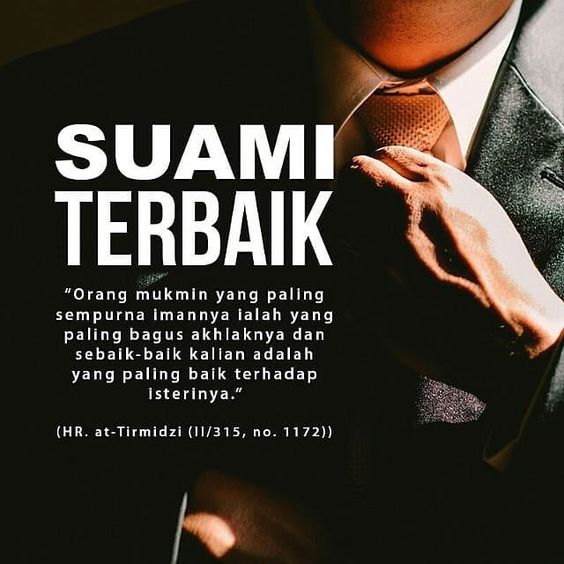 SUAMI
TERBAIK
“Orang mukmin yang paling
sempurna imannya ialah yang
paling bagus akhlaknya dan
sebaik-baik kalian adalah
yang paling baik terhadap
isterinya.”
(HR. at-Tirmidzi (II/315, no. 1172))